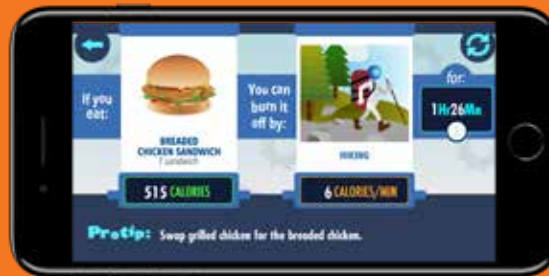 If you
eat:
BREADED
CHICKEN SANDWICH
1 sandwich
515 CALORIES
You can
burn it
off by:
HIKING
6 CALORIES/MIN
for:
1Hr26Mn
Protip: Swap grilled chicken for the breaded chicken.